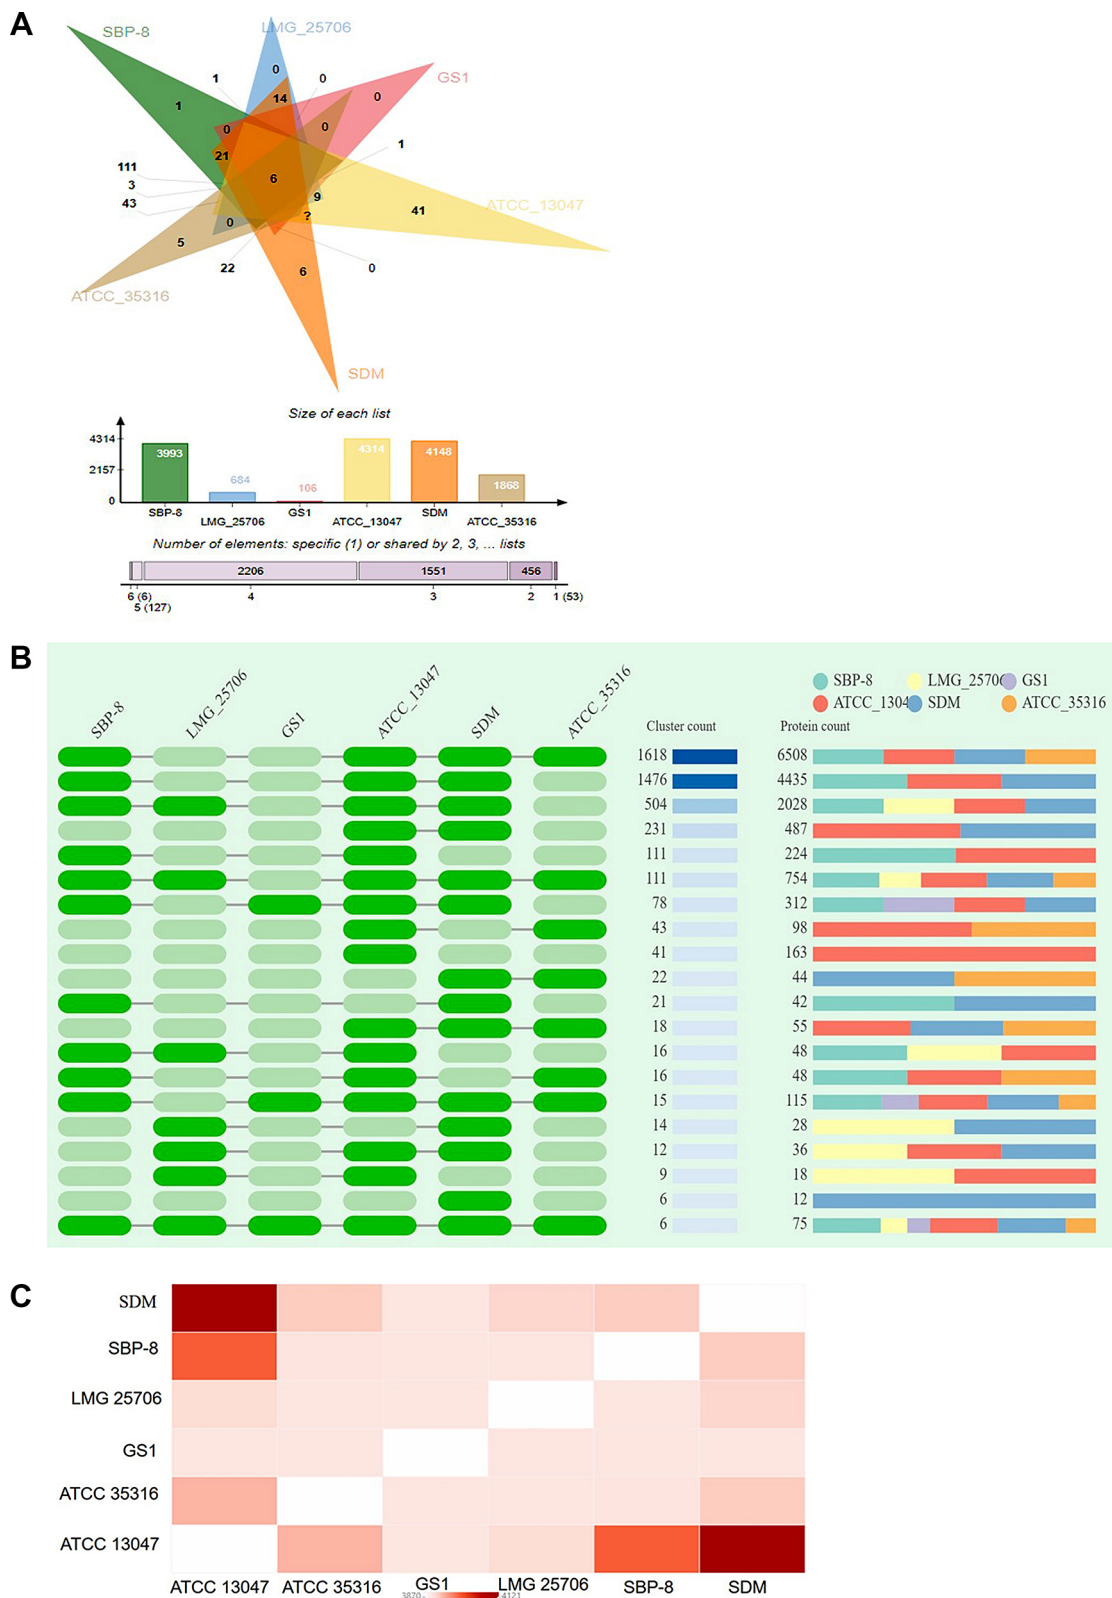 A
SBP-8
LMG_25706
GS1
1
0
0
14
0
1
0
0
21
1
111
3
43
6
9
?
41
ATCC_13047
0
5
22
6
0
ATCC_35316
SDM
Size of each list
4314
2157
0
3993
684
106
4314
4148
1868
SBP-8
LMG_25706
GS1
ATCC_13047
SDM
ATCC_35316
Number of elements: specific (1) or shared by 2, 3, ... lists
2206
1551
456
6 (6)
5 (127)
4
3
2
1 (53)
B
SBP-8
LMG_25706
GS1
ATCC_13047
SDM
ATCC_35316
SBP-8
LMG_25706
GS1
ATCC_1304
SDM
ATCC_35316
Cluster count
Protein count
1618 6508
1476 4435
504 2028
231 487
111 224
111 754
78 312
43 98
41 163
22 44
21 42
18 55
16 48
16 48
15 115
14 28
12 36
9 18
6 12
6 75
C
SDM
SBP-8
LMG 25706
GS1
ATCC 35316
ATCC 13047
ATCC 13047
ATCC 35316
GS1
LMG 25706
SBP-8
SDM
3870
4121